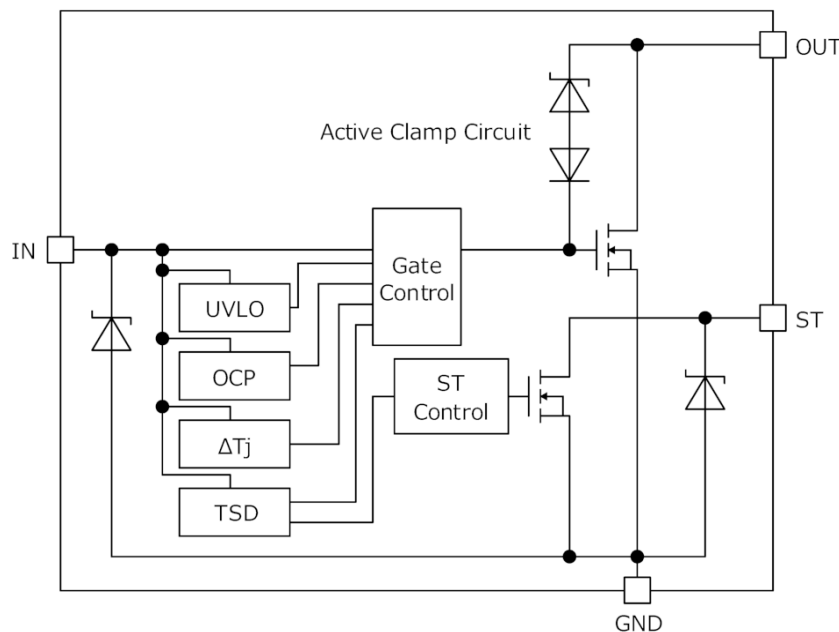 OUT
Active Clamp Circuit
IN
Gate
Control
UVLO
ST
OCP
ST
Control
ΔTj
TSD
GND